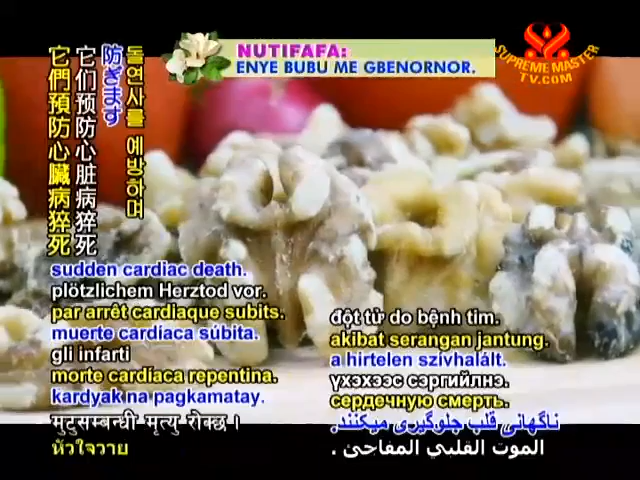 NUTIFAFA:
ENYE BUBU ME GBENORNOR.
SUPREME MASTER
TV.COM
它們預防心臟病猝死
它们预防心脏病猝死
防ぎます
돌연사를 예방하며
sudden cardiac death.
plötzlichem Herztod vor.
par arrêt cardiaque subits.
muerte cardíaca súbita.
gli infarti
morte cardíaca repentina.
kardyak na pagkamatay.
मुटुसम्बन्धी मृत्यु रोक्छ।
หัวใจวาย
đột tử do bệnh tim.
akibat serangan jantung.
a hirtelen szívhalált.
үхэхээс сэргийлнэ.
сердечную смерть.
ناگهانی قلب جلوگیری میکنند.
الموت القلبي المفاجئ .